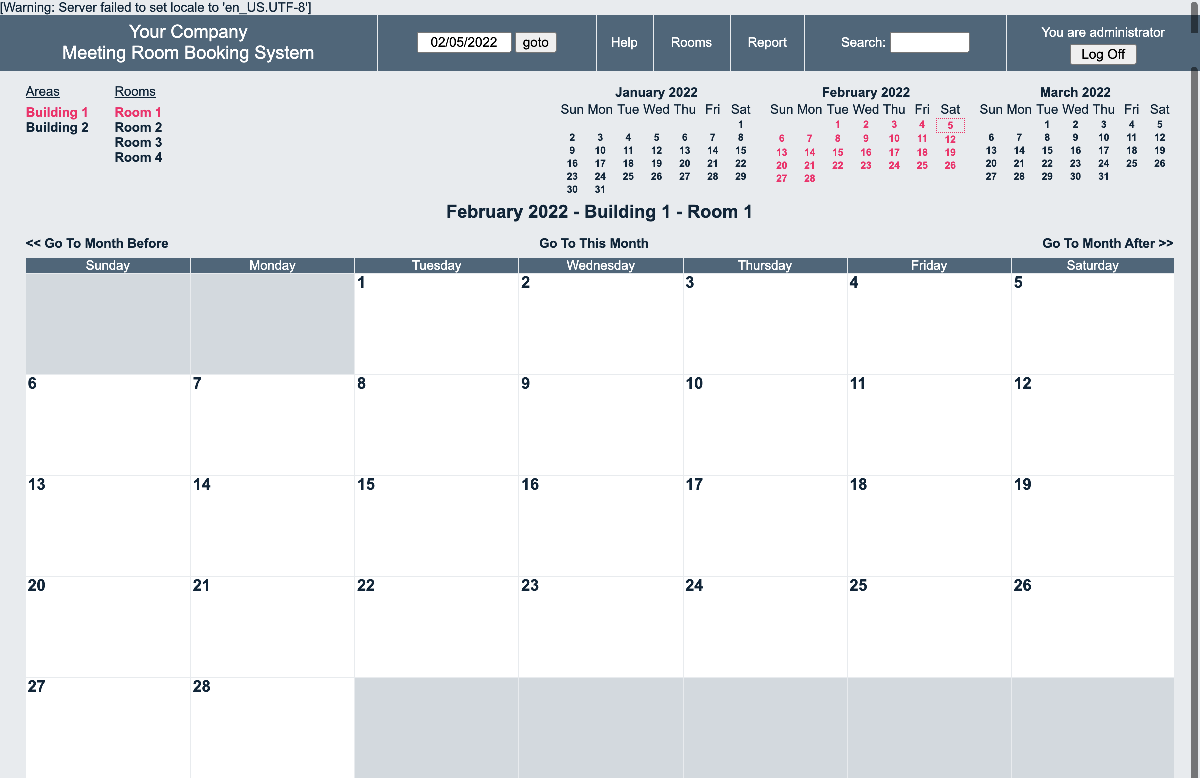 [Warning: Server failed to set locale to 'en_US.UTF-8']
Your Company
Meeting Room Booking System
02/05/2022 goto
Help
Rooms
Report
Search:
You are administrator
Log Off
Areas
Building 1
Building 2
Rooms
Room 1
Room 2
Room 3
Room 4
January 2022
Sun Mon Tue Wed Thu Fri Sat
1
2 3 4 5 6 7 8
9 10 11 12 13 14 15
16 17 18 19 20 21 22
23 24 25 26 27 28 29
30 31
February 2022
Sun Mon Tue Wed Thu Fri Sat
1 2 3 4 5
6 7 8 9 10 11 12
13 14 15 16 17 18 19
20 21 22 23 24 25 26
27 28
March 2022
Sun Mon Tue Wed Thu Fri Sat
1 2 3 4 5
6 7 8 9 10 11 12
13 14 15 16 17 18 19
20 21 22 23 24 25 26
27 28 29 30 31
February 2022 - Building 1 - Room 1
<< Go To Month Before
Go To This Month
Go To Month After >>
Sunday Monday Tuesday Wednesday Thursday Friday Saturday
1 2 3 4 5
6 7 8 9 10 11 12
13 14 15 16 17 18 19
20 21 22 23 24 25 26
27 28